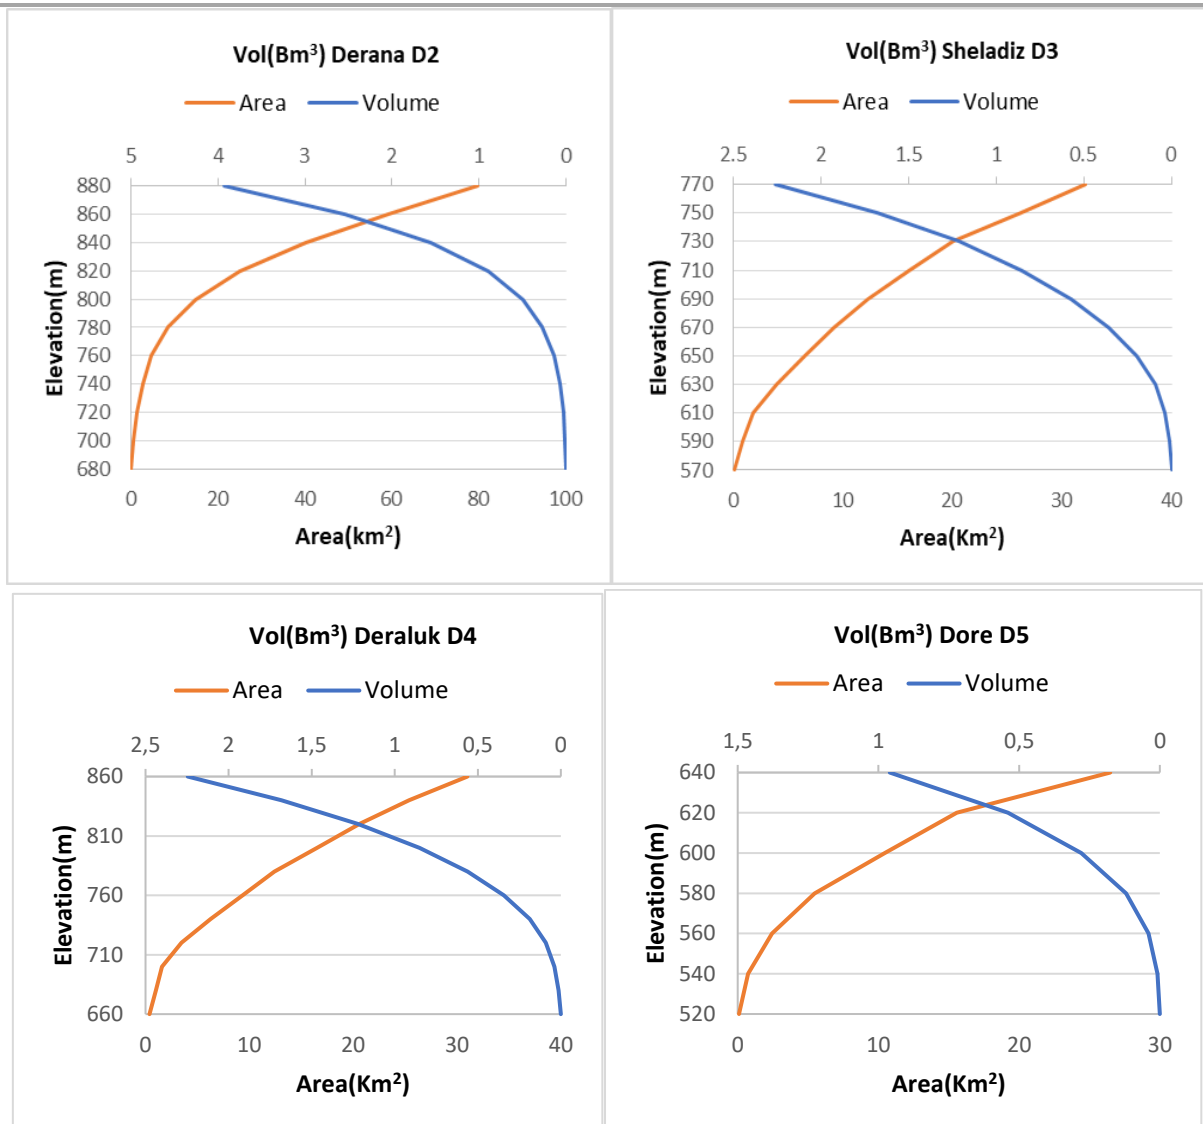 Vol(Bm³) Derana D2
Area Volume
5 4 3 2 1 0
880
860
840
820
800
780
760
740
720
700
680
Elevation(m)
0 20 40 60 80 100
Area(km²)
Vol(Bm³) Sheladiz D3
Area Volume
2.5 2 1.5 1 0.5 0
770
750
730
710
690
670
650
630
610
590
570
Elevation(m)
0 10 20 30 40
Area(Km²)
Vol(Bm³) Deraluk D4
Area Volume
2,5 2 1,5 1 0,5 0
860
810
760
710
660
Elevation(m)
0 10 20 30 40
Area(Km²)
Vol(Bm³) Dore D5
Area Volume
1,5 1 0,5 0
640
620
600
580
560
540
520
Elevation(m)
0 10 20 30
Area(Km²)